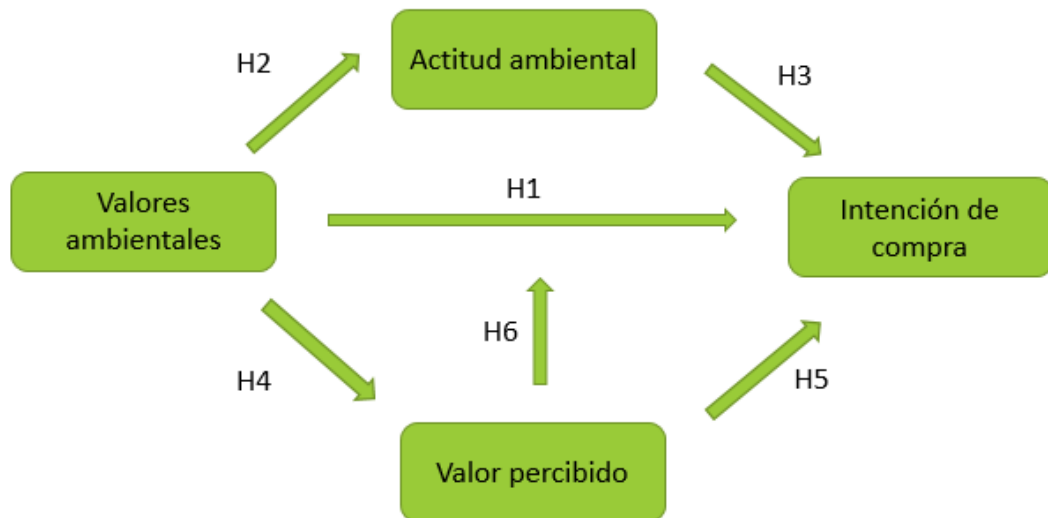 Actitud ambiental
H2
H3
Valores
ambientales
H1
Intención de
compra
H6
H4
H5
Valor percibido